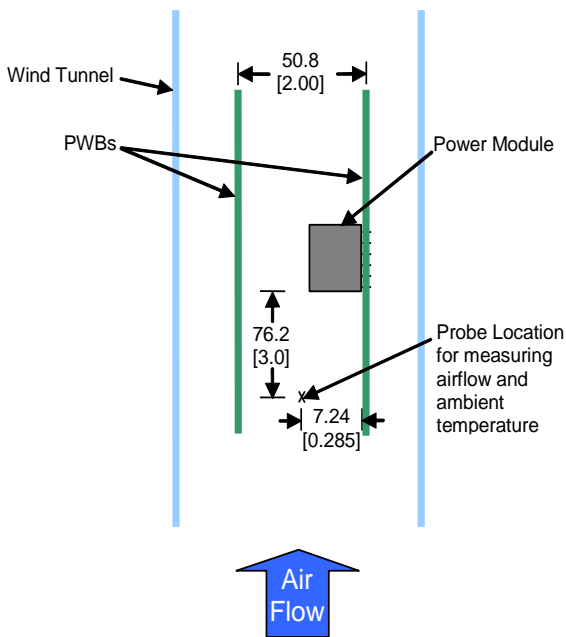 50.8
[2.00]
Wind Tunnel
PWBs
Power Module
76.2
[3.0]
Probe Location
for measuring
airflow and
ambient
temperature
x
7.24
[0.285]
Air
Flow